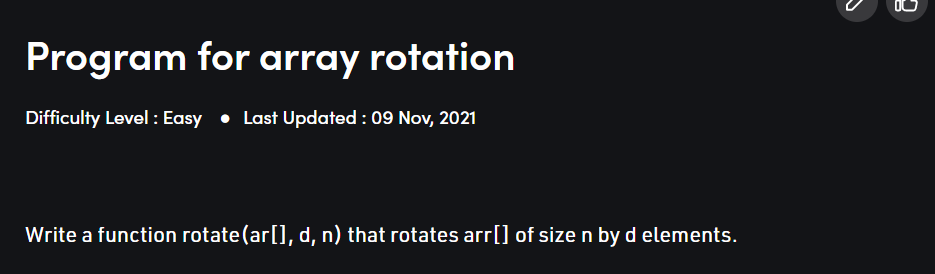 Program for array rotation
Difficulty Level : Easy ● Last Updated : 09 Nov, 2021
Write a function rotate(ar[], d, n) that rotates arr[] of size n by d elements.